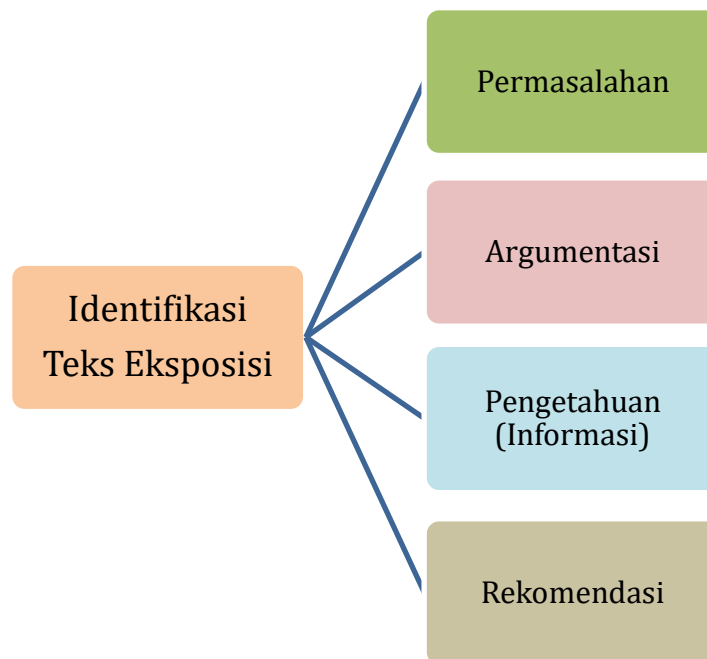 Permasalahan
Argumentasi
Identifikasi
Teks Eksposisi
Pengetahuan
(Informasi)
Rekomendasi